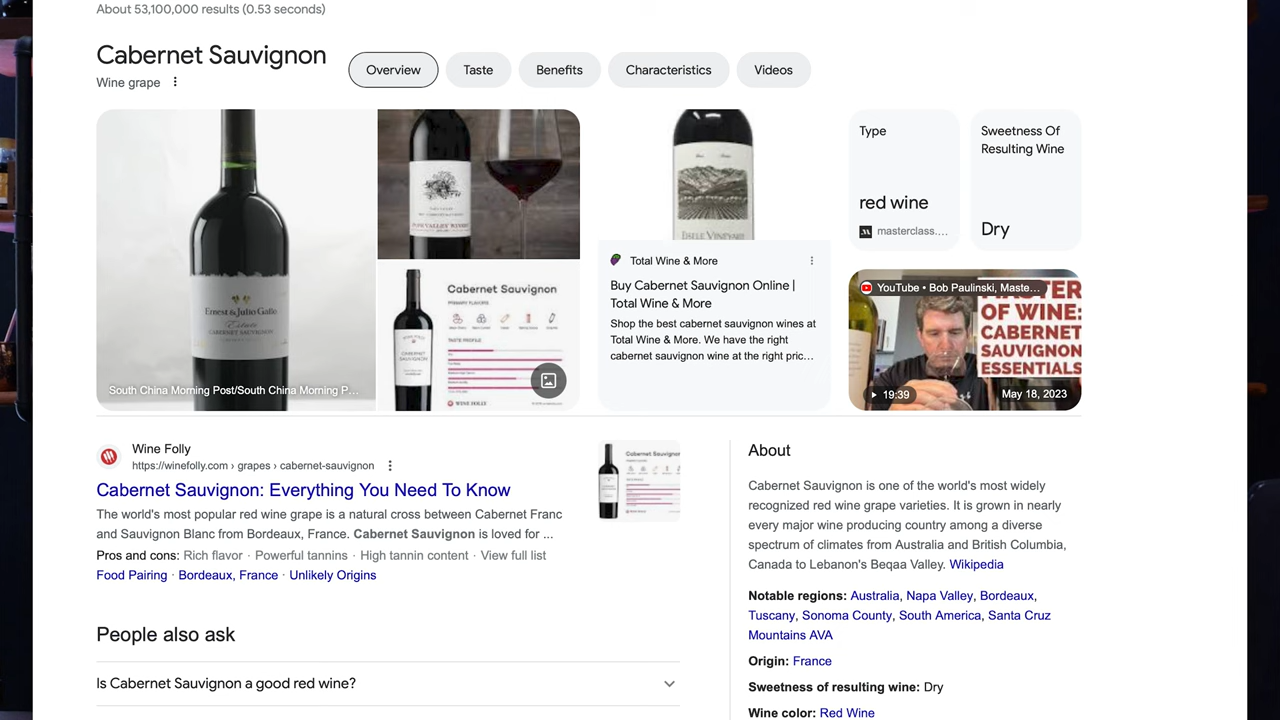 About 53,100,000 results (0.53 seconds)
Cabernet Sauvignon
Wine grape
Overview
Taste
Benefits
Characteristics
Videos
Ernest & Julio Gallo
Estate
CABERNET SAUVIGNON
South China Morning Post/South China Morning P...
Cabernet Sauvignon
PRIMARY FLAVORS
TASTE PROFILE
WINE FOLLY
EISELE VINEYARD
Total Wine & More
Buy Cabernet Sauvignon Online |
Total Wine & More
Shop the best cabernet sauvignon wines at
Total Wine & More. We have the right
cabernet sauvignon wine at the right pric...
Type
red wine
masterclass....
Sweetness Of
Resulting Wine
Dry
YouTube • Bob Paulinski, Maste...
MASTER
OF WINE:
CABERNET
SAUVIGNON
ESSENTIALS
19:39
May 18, 2023
Wine Folly
https://winefolly.com › grapes › cabernet-sauvignon
Cabernet Sauvignon: Everything You Need To Know
The world's most popular red wine grape is a natural cross between Cabernet Franc
and Sauvignon Blanc from Bordeaux, France. Cabernet Sauvignon is loved for ...
Pros and cons: Rich flavor · Powerful tannins · High tannin content · View full list
Food Pairing · Bordeaux, France · Unlikely Origins
Cabernet Sauvignon
People also ask
Is Cabernet Sauvignon a good red wine?
About
Cabernet Sauvignon is one of the world's most widely
recognized red wine grape varieties. It is grown in nearly
every major wine producing country among a diverse
spectrum of climates from Australia and British Columbia,
Canada to Lebanon's Beqaa Valley. Wikipedia
Notable regions: Australia, Napa Valley, Bordeaux,
Tuscany, Sonoma County, South America, Santa Cruz
Mountains AVA
Origin: France
Sweetness of resulting wine: Dry
Wine color: Red Wine